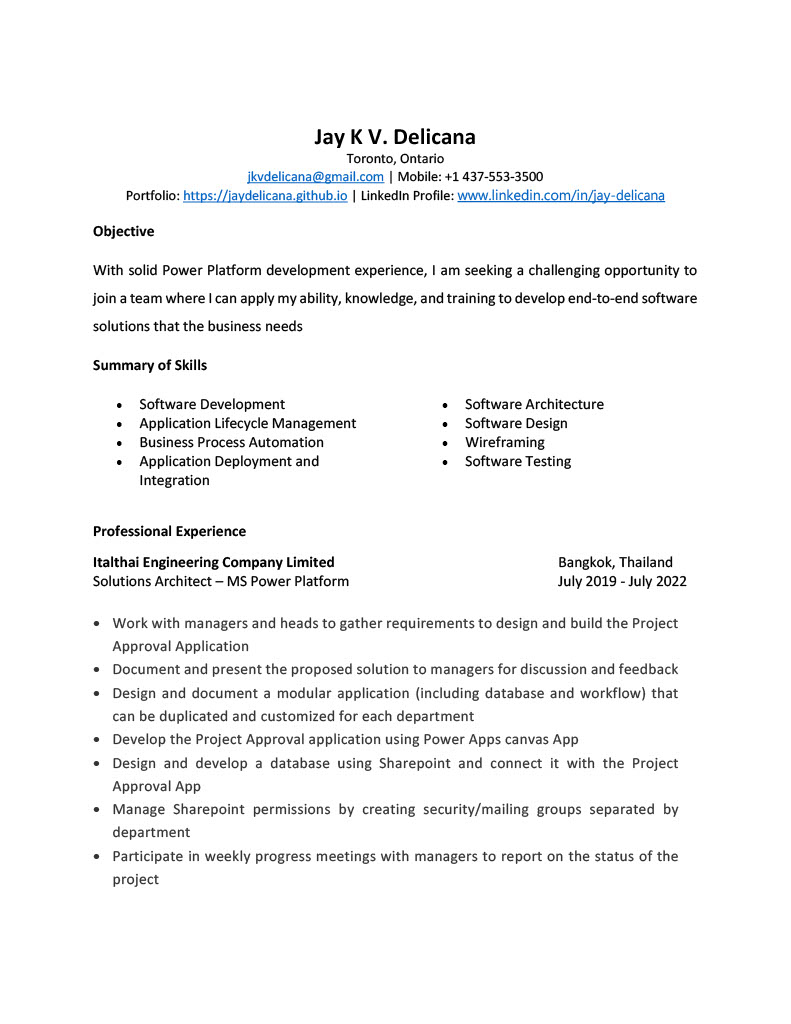 Jay K V. Delicana
Toronto, Ontario
jkvdelicana@gmail.com | Mobile: +1 437-553-3500
Portfolio: https://jaydelicana.github.io | LinkedIn Profile: www.linkedin.com/in/jay-delicana
Objective
With solid Power Platform development experience, I am seeking a challenging opportunity to
join a team where I can apply my ability, knowledge, and training to develop end-to-end software
solutions that the business needs
Summary of Skills
• Software Development
• Application Lifecycle Management
• Business Process Automation
• Application Deployment and
Integration
• Software Architecture
• Software Design
• Wireframing
• Software Testing
Professional Experience
Italthai Engineering Company Limited Bangkok, Thailand
Solutions Architect – MS Power Platform July 2019 - July 2022
• Work with managers and heads to gather requirements to design and build the Project
Approval Application
• Document and present the proposed solution to managers for discussion and feedback
• Design and document a modular application (including database and workflow) that
can be duplicated and customized for each department
• Develop the Project Approval application using Power Apps canvas App
• Design and develop a database using Sharepoint and connect it with the Project
Approval App
• Manage Sharepoint permissions by creating security/mailing groups separated by
department
• Participate in weekly progress meetings with managers to report on the status of the
project